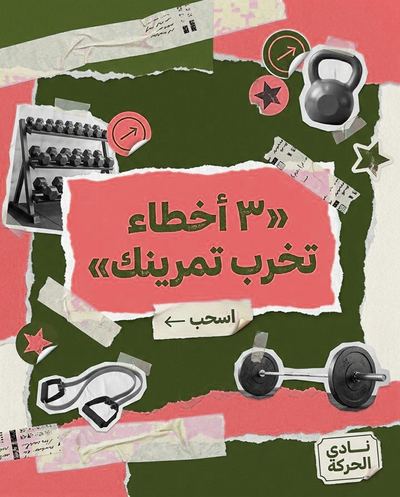 «٣ أخطاء
تخرب تمرينك»
اسحب ←
نادي
الحركة